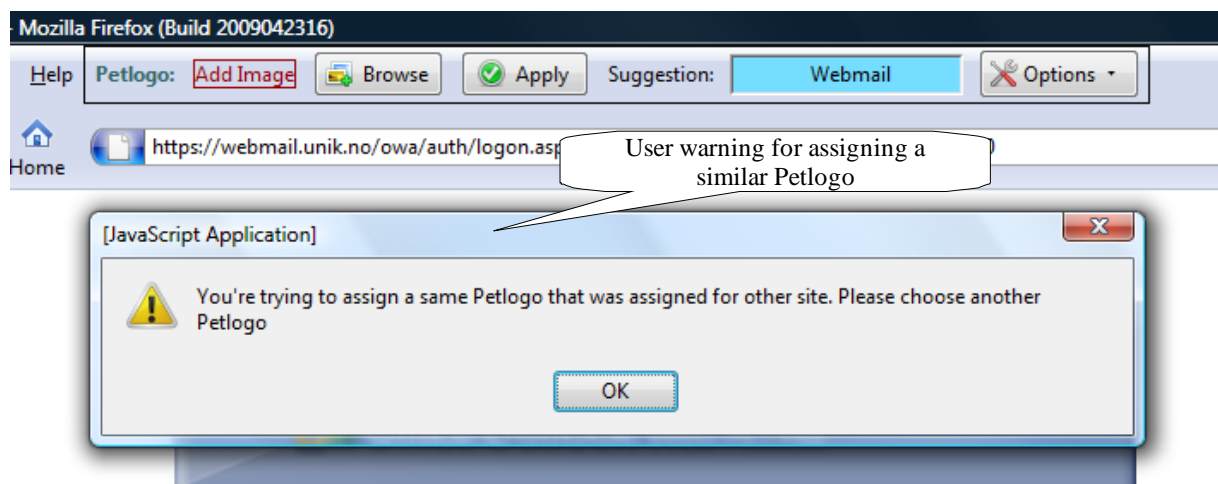 Mozilla Firefox (Build 2009042316)
Help Petlogo: Add Image Browse Apply Suggestion: Webmail Options
Home https://webmail.unik.no/owa/auth/logon.asp
User warning for assigning a
similar Petlogo
[JavaScript Application]
You're trying to assign a same Petlogo that was assigned for other site. Please choose another
Petlogo
OK